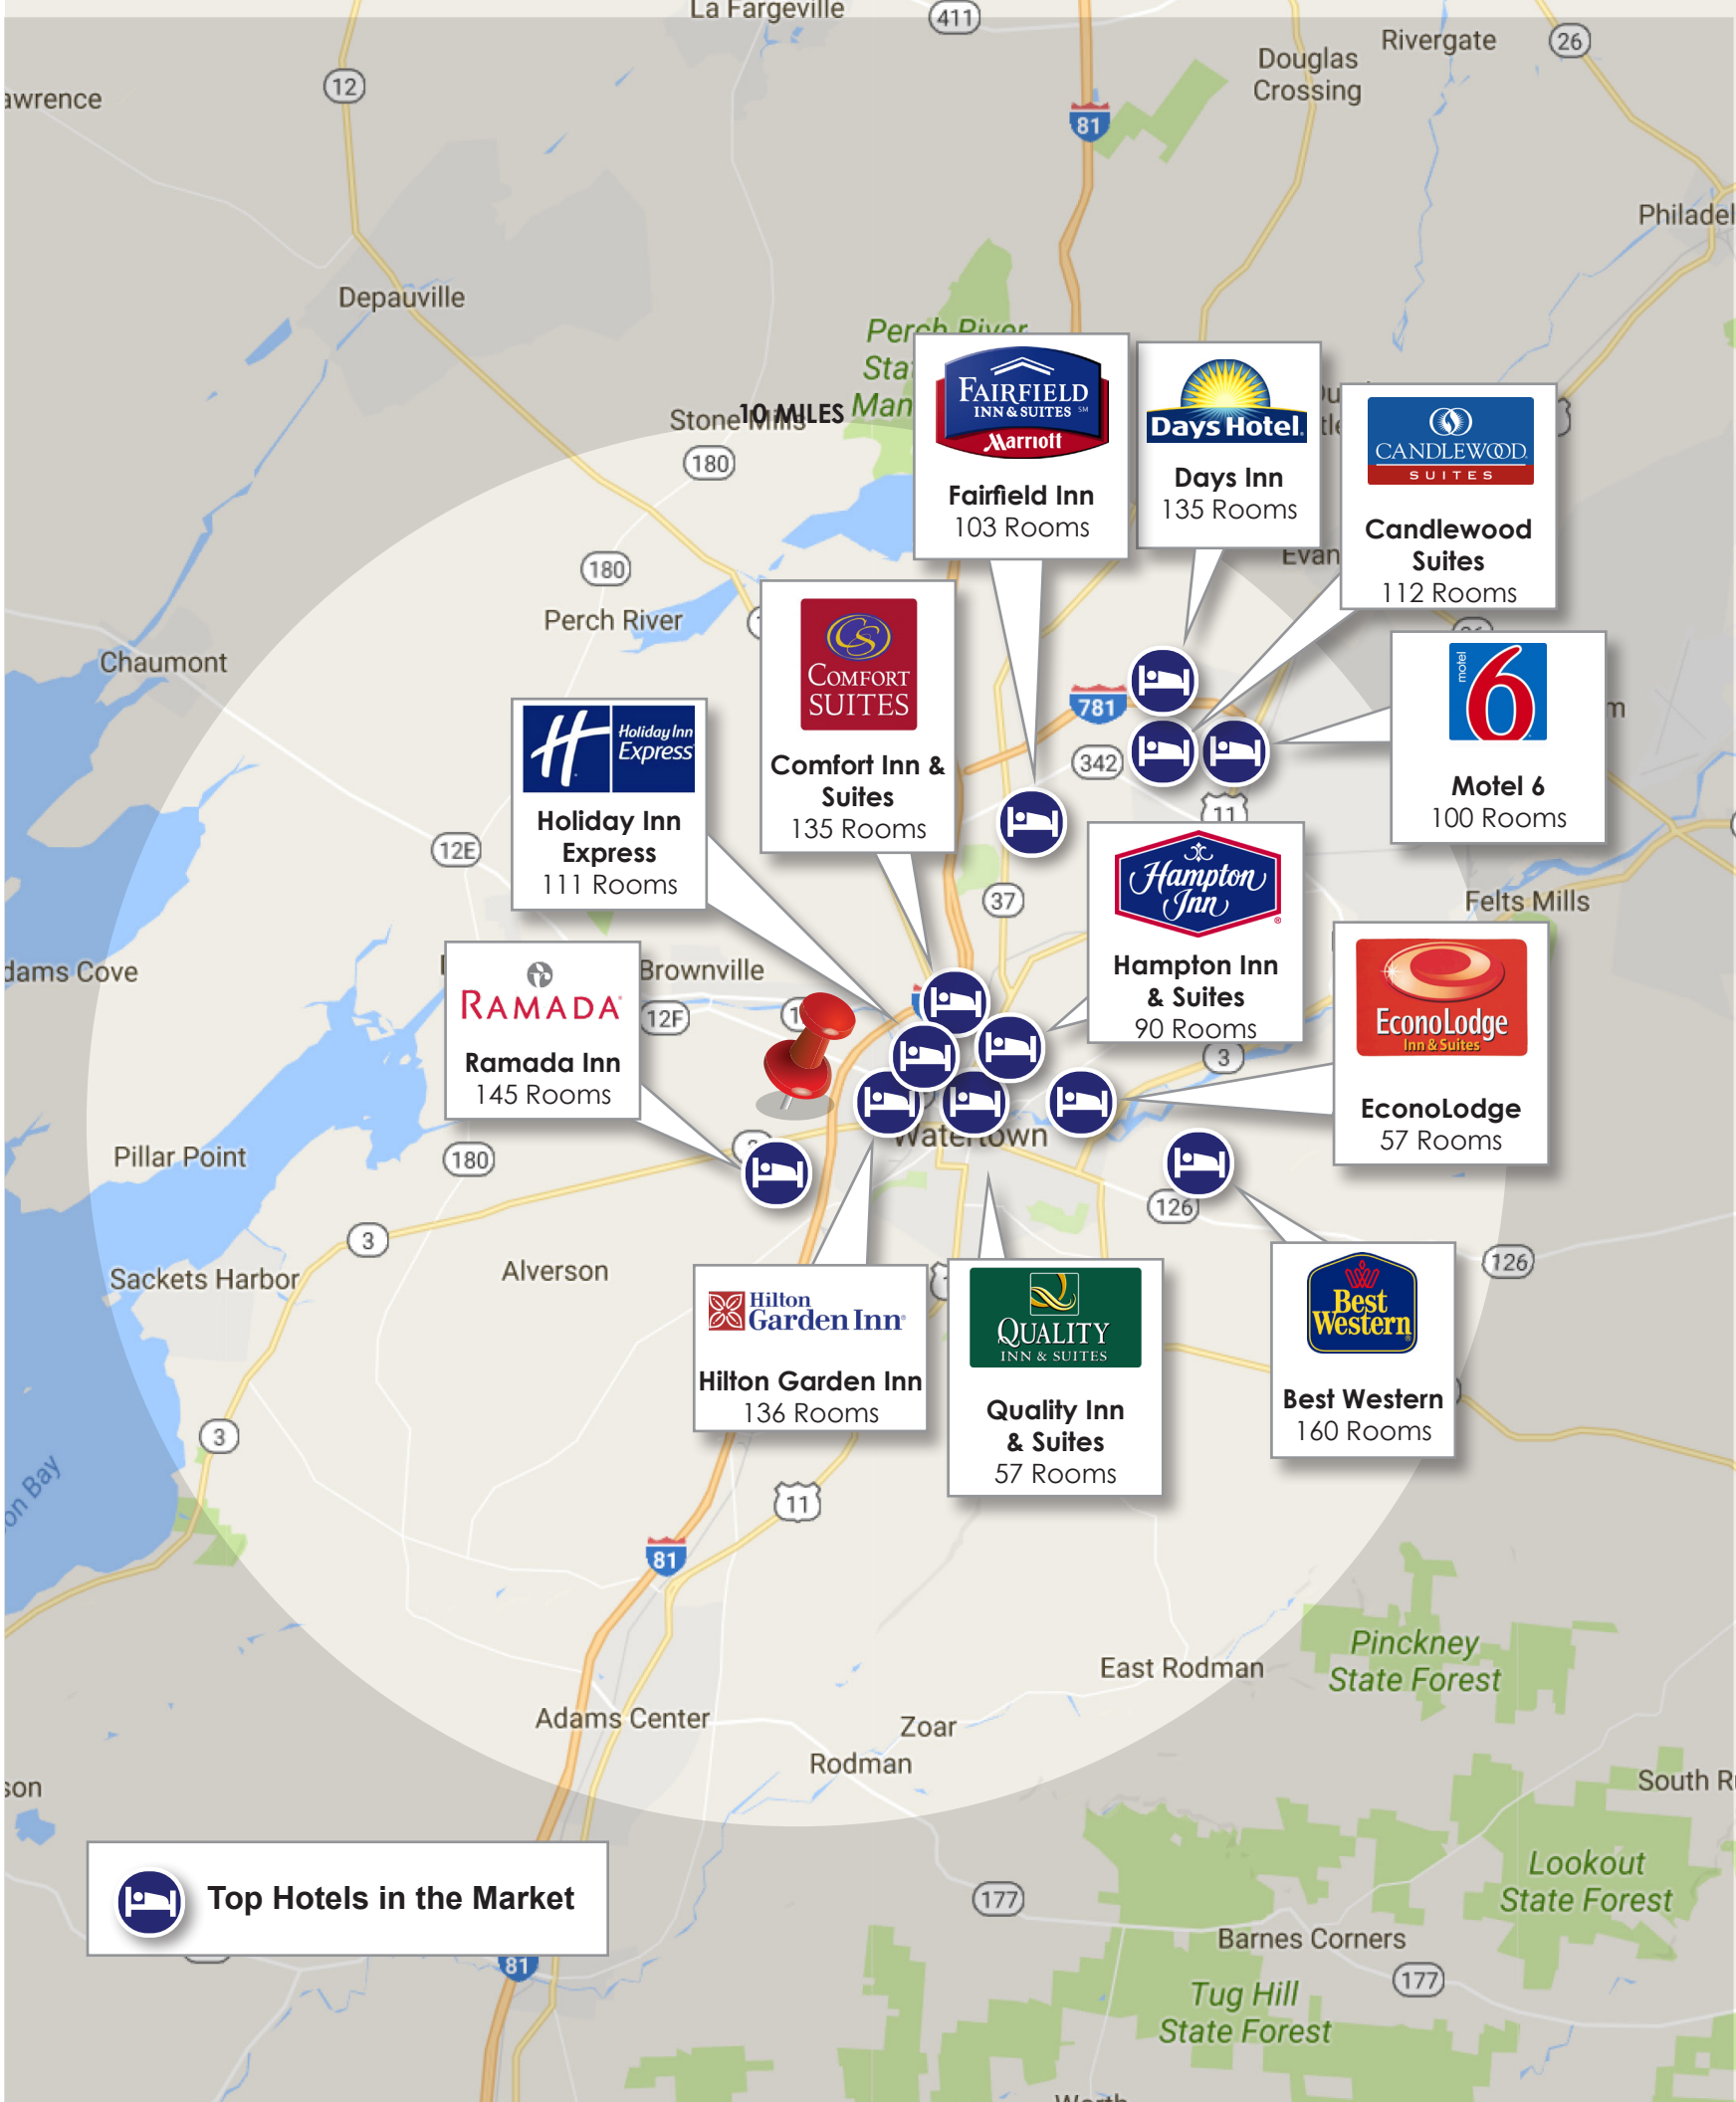 La Fargeville
411
Rivergate
26
Douglas
Crossing
12
awrence
81
Philadel
Depauville
Perch River
Stat
Man
10 MILES
Stone Mills
180
FAIRFIELD
INN & SUITES SM
Marriott
Fairfield Inn
103 Rooms
Days Hotel
Days Inn
135 Rooms
CANDLEWOOD
SUITES
Candlewood
Suites
112 Rooms
Evan
180
Perch River
Chaumont
CS
COMFORT
SUITES
Comfort Inn &
Suites
135 Rooms
motel
6
Motel 6
100 Rooms
m
781
342
11
H
Holiday Inn
Express
Holiday Inn
Express
111 Rooms
12E
37
Hampton
Inn
Hampton Inn
& Suites
90 Rooms
Felts Mills
EconoLodge
Inn & Suites
EconoLodge
57 Rooms
dams Cove
RAMADA
Ramada Inn
145 Rooms
Brownville
12F
3
Watertown
Pillar Point
180
126
126
3
Sackets Harbor
Alverson
Hilton
Garden Inn
Hilton Garden Inn
136 Rooms
QUALITY
INN & SUITES
Quality Inn
& Suites
57 Rooms
Best
Western
Best Western
160 Rooms
3
on Bay
11
81
Pinckney
State Forest
East Rodman
Adams Center
Zoar
Rodman
son
South R
Top Hotels in the Market
Lookout
State Forest
177
Barnes Corners
81
177
Tug Hill
State Forest